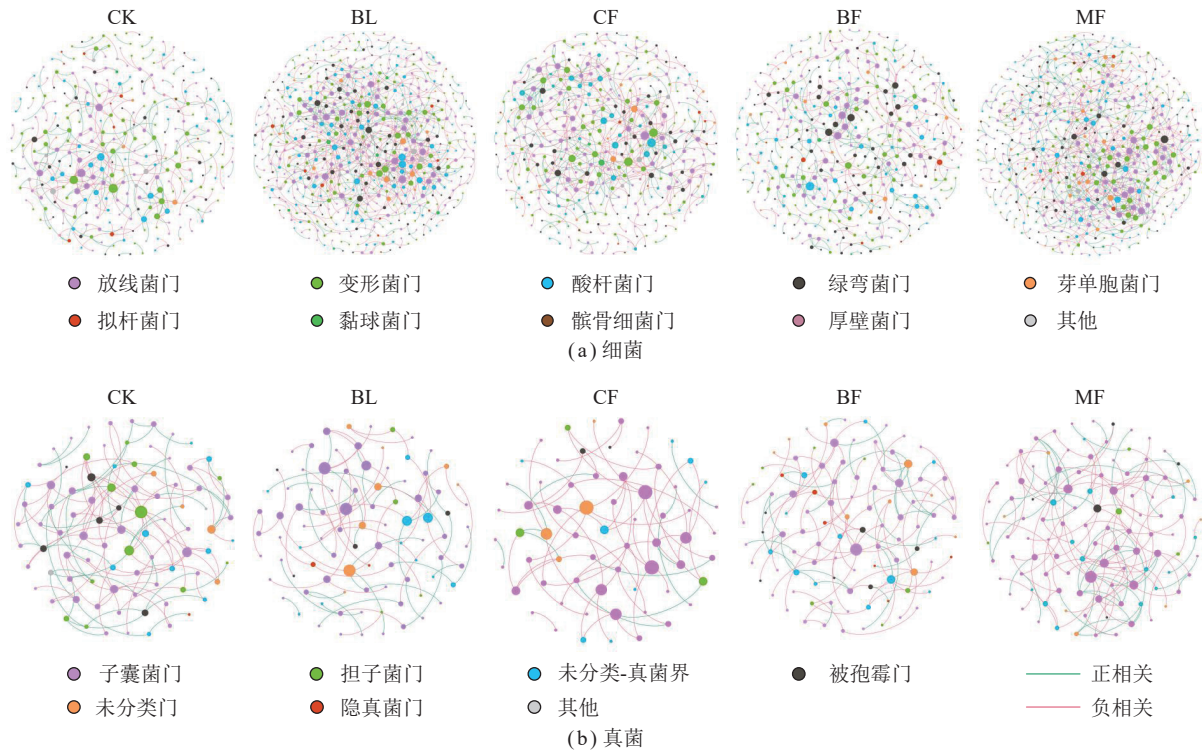 CK BL CF BF MF
放线菌门 变形菌门 酸杆菌门 绿弯菌门 芽单胞菌门
拟杆菌门 黏球菌门 髌骨细菌门 厚壁菌门 其他
(a) 细菌
CK BL CF BF MF
子囊菌门 担子菌门 未分类-真菌界 被孢霉门 正相关
未分类门 隐真菌门 其他 负相关
(b) 真菌